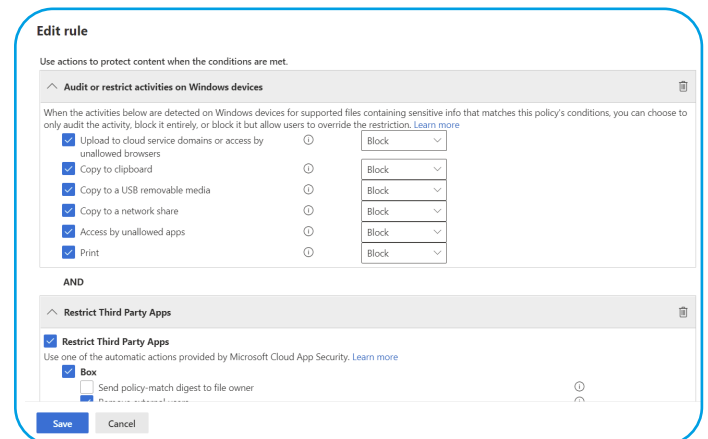 Edit rule
Use actions to protect content when the conditions are met.
Audit or restrict activities on Windows devices
When the activities below are detected on Windows devices for supported files containing sensitive info that matches this policy's conditions, you can choose to
only audit the activity, block it entirely, or block it but allow users to override the restriction. Learn more
Upload to cloud service domains or access by Block
unallowed browsers
Copy to clipboard Block
Copy to a USB removable media Block
Copy to a network share Block
Access by unallowed apps Block
Print Block
AND
Restrict Third Party Apps
Restrict Third Party Apps
Use one of the automatic actions provided by Microsoft Cloud App Security. Learn more
Box
Send policy-match digest to file owner
Remove external users
Save Cancel